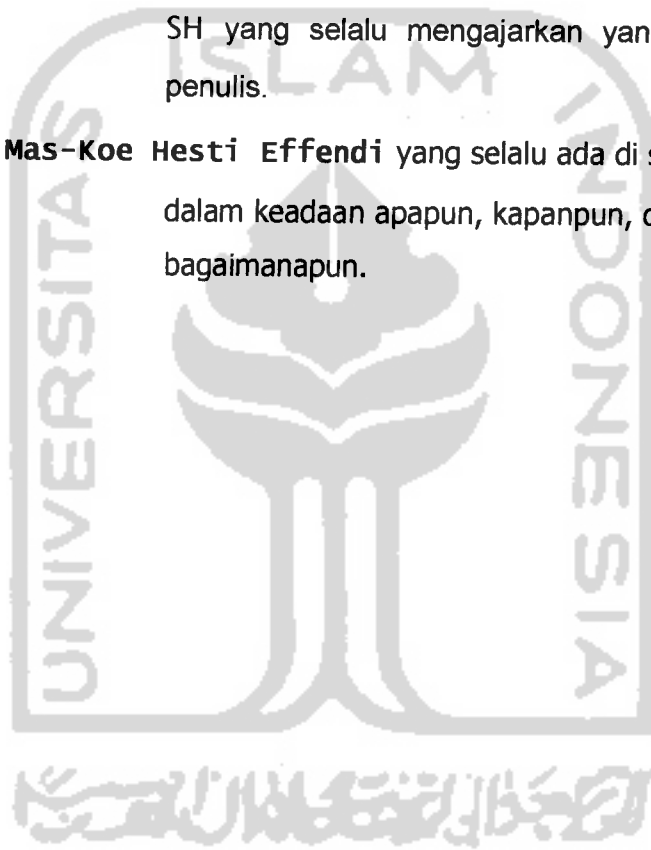 SH yang selalu mengajarkan yan
penulis.
Mas-Koe Hesti Effendi yang selalu ada di s
dalam keadaan apapun, kapanpun, d
bagaimanapun.
ISLAM
UNIVERSITAS
INDONESIA